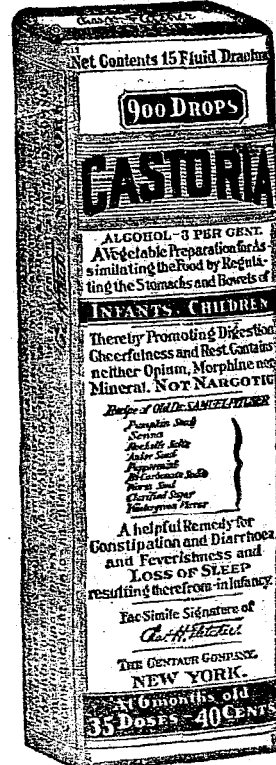 Net Contents 15 Fluid Drachms
900 DROPS
CASTORIA
ALCOHOL-3 PER CENT.
A Vegetable Preparation for As-
similating the Food by Regula-
ting the Stomachs and Bowels of
INFANTS, CHILDREN
Thereby Promoting Digestion
Cheerfulness and Rest. Contains
neither Opium, Morphine nor
Mineral. NOT NARCOTIC
Recipe of Old Dr. SAMUEL PITCHER
Pumpkin Seed
Senna
Rochelle Salts
Anise Seed
Peppermint
Bi-Carbonate Soda
Worm Seed
Clarified Sugar
Wintergreen Flavor
A helpful Remedy for
Constipation and Diarrhoea
and Feverishness and
LOSS OF SLEEP
resulting therefrom-in Infancy.
Fac-Simile Signature of
Chas. H. Fletcher.
THE CENTAUR COMPANY,
NEW YORK.
At 6 months old
35 DOSES - 40 CENTS